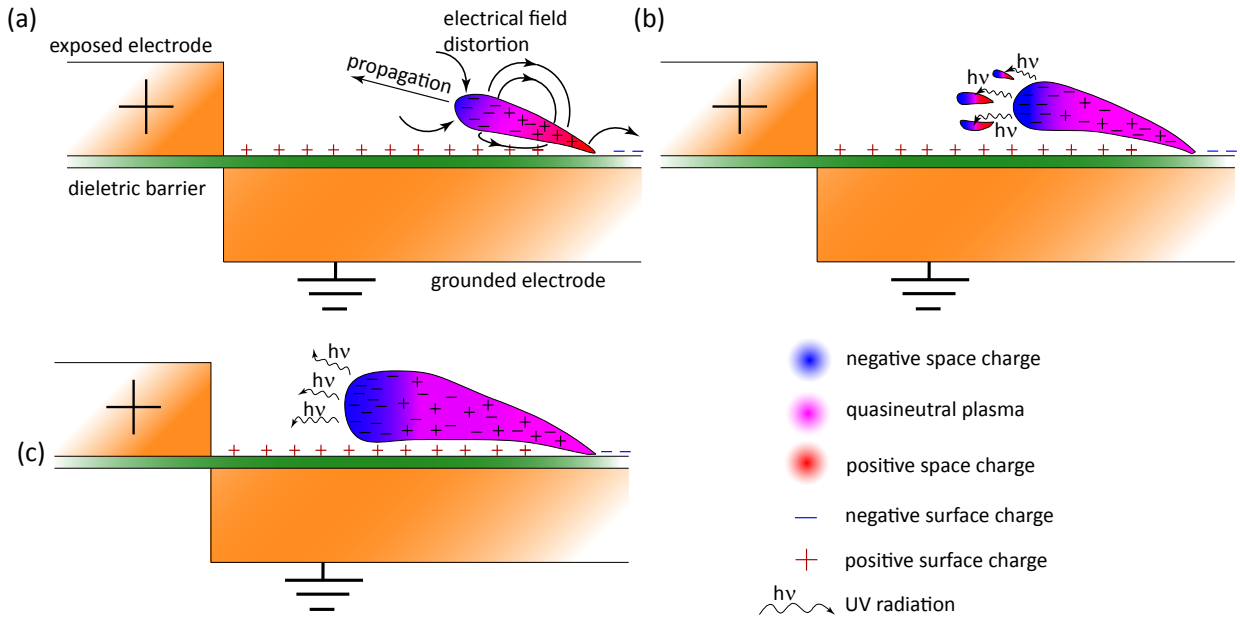 (a)
exposed electrode
electrical field
distortion
propagation
dieletric barrier
grounded electrode
(b)
hν
hν
hν
(c)
hν
hν
hν
negative space charge
quasineutral plasma
positive space charge
negative surface charge
positive surface charge
hν
UV radiation